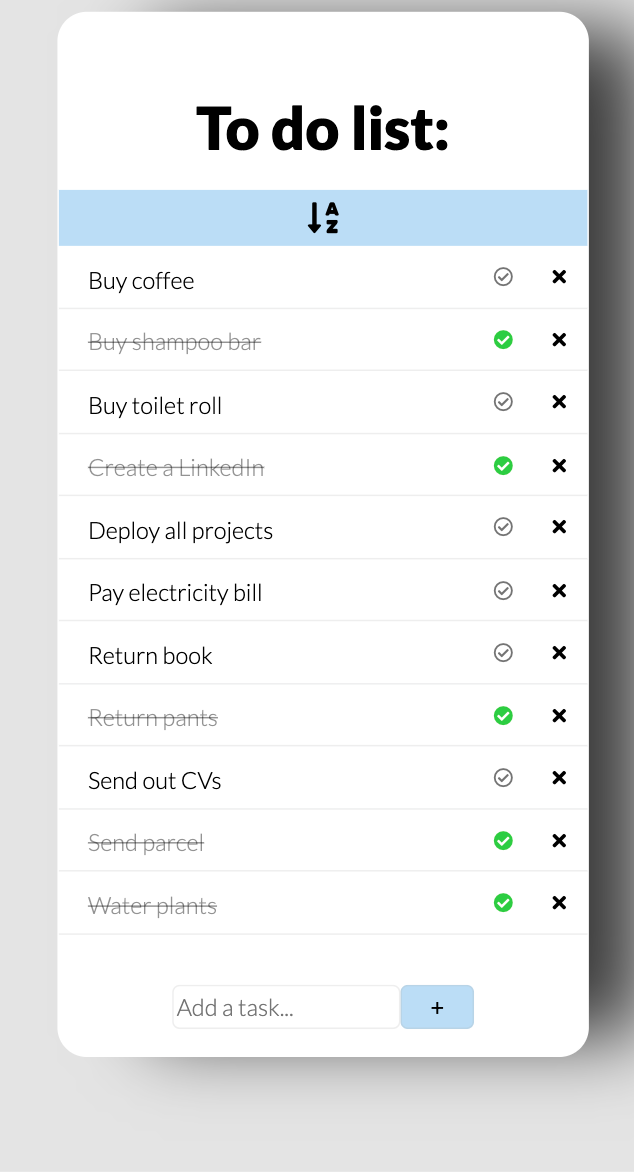 To do list:
A
Z
Buy coffee
Buy shampoo bar
Buy toilet roll
Create a LinkedIn
Deploy all projects
Pay electricity bill
Return book
Return pants
Send out CVs
Send parcel
Water plants
Add a task... +